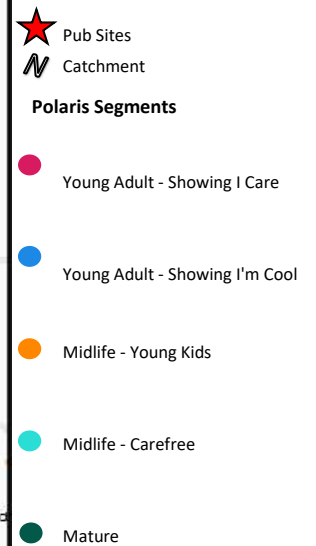 Pub Sites
Catchment
Polaris Segments
Young Adult - Showing I Care
Young Adult - Showing I'm Cool
Midlife - Young Kids
Midlife - Carefree
Mature